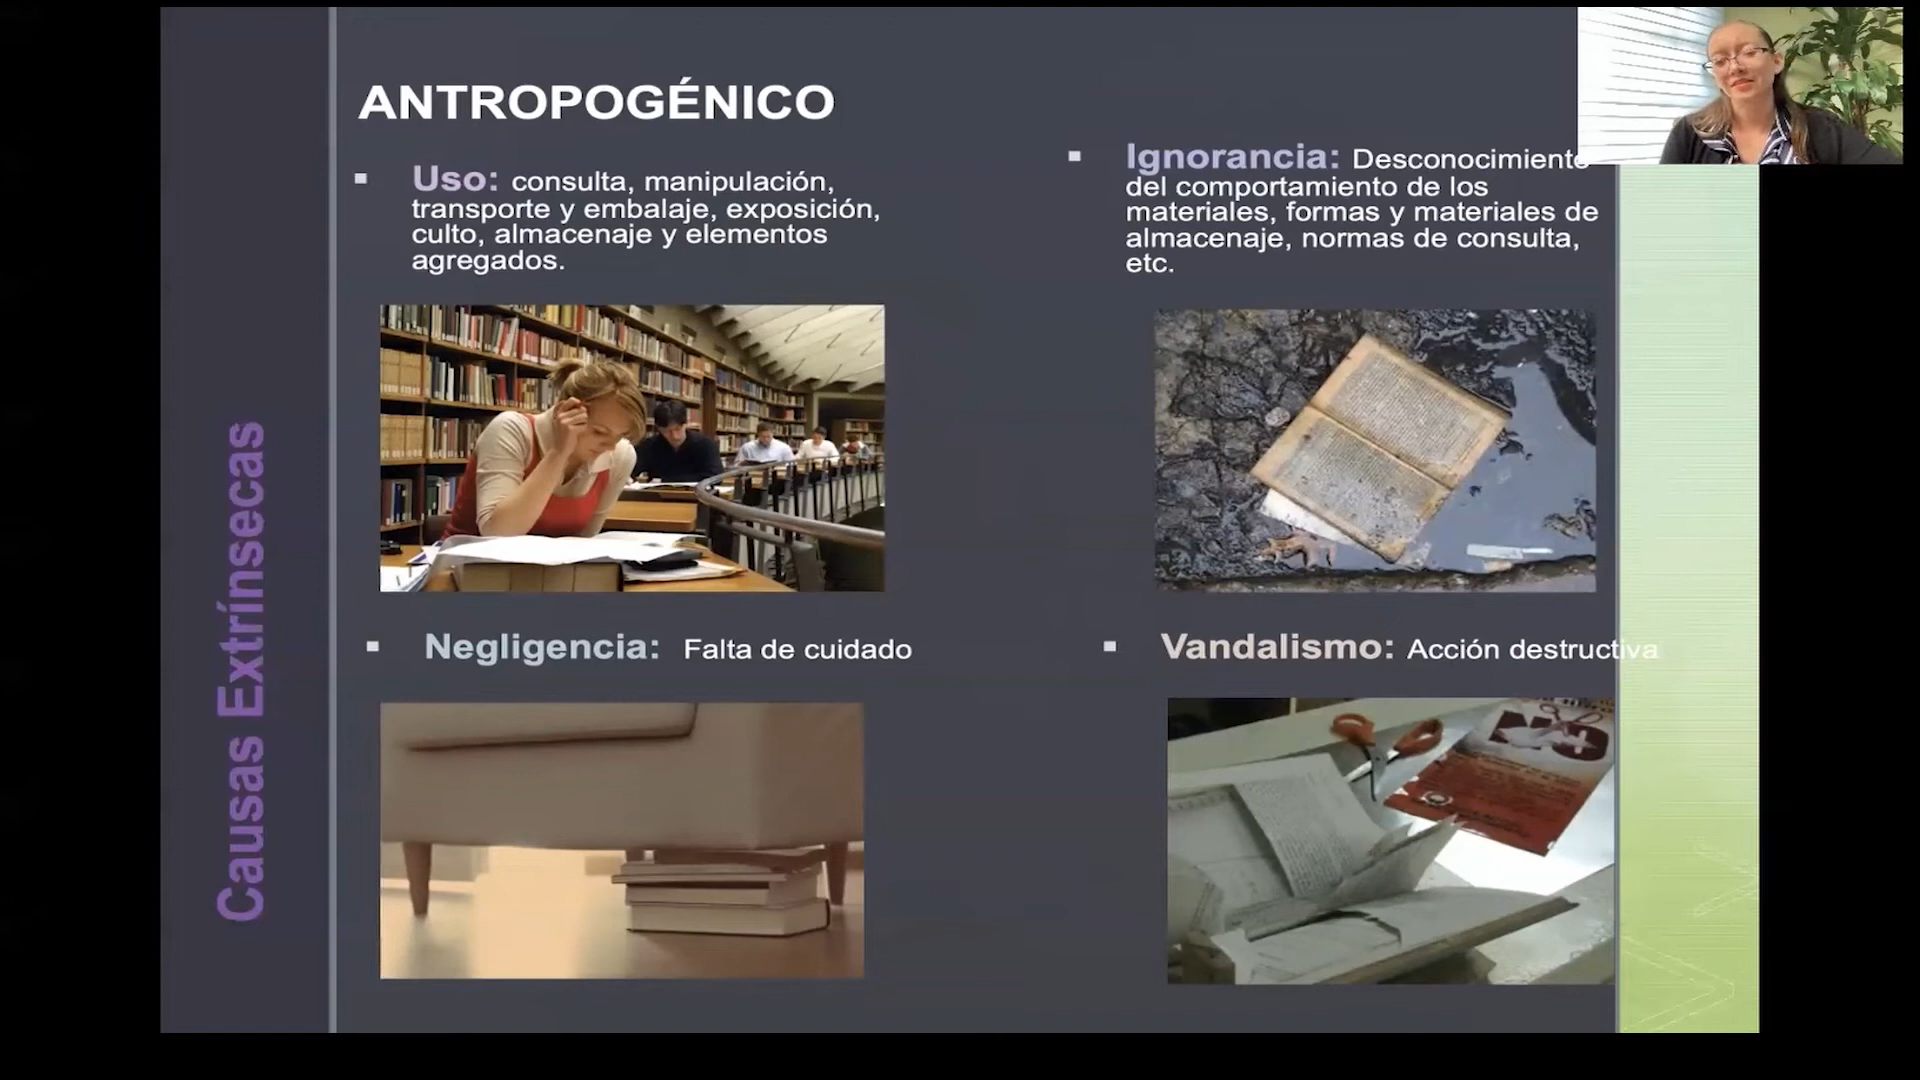 ANTROPOGÉNICO
Uso: consulta, manipulación,
transporte y embalaje, exposición,
culto, almacenaje y elementos
agregados.
Ignorancia: Desconocimiento
del comportamiento de los
materiales, formas y materiales de
almacenaje, normas de consulta,
etc.
Negligencia: Falta de cuidado
Vandalismo: Acción destructiva
NO
Causas Extrínsecas